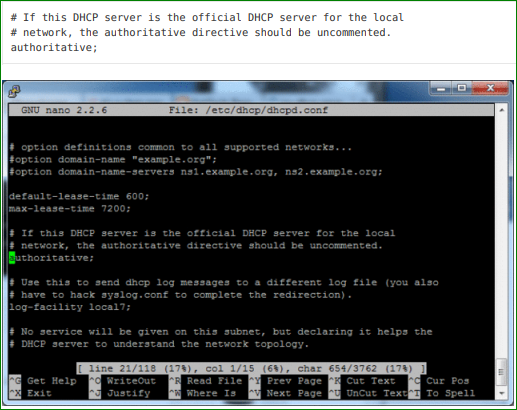 # If this DHCP server is the official DHCP server for the local
# network, the authoritative directive should be uncommented.
authoritative;
GNU nano 2.2.6 File: /etc/dhcp/dhcpd.conf
# option definitions common to all supported networks...
#option domain-name "example.org";
#option domain-name-servers ns1.example.org, ns2.example.org;
default-lease-time 600;
max-lease-time 7200;
# If this DHCP server is the official DHCP server for the local
# network, the authoritative directive should be uncommented.
authoritative;
# Use this to send dhcp log messages to a different log file (you also
# have to hack syslog.conf to complete the redirection).
log-facility local7;
# No service will be given on this subnet, but declaring it helps the
# DHCP server to understand the network topology.
[ line 21/118 (17%), col 1/15 (6%), char 654/3762 (17%) ]
^G Get Help ^O WriteOut ^R Read File ^Y Prev Page ^K Cut Text ^C Cur Pos
^X Exit ^J Justify ^W Where Is ^V Next Page ^U UnCut Text ^T To Spell